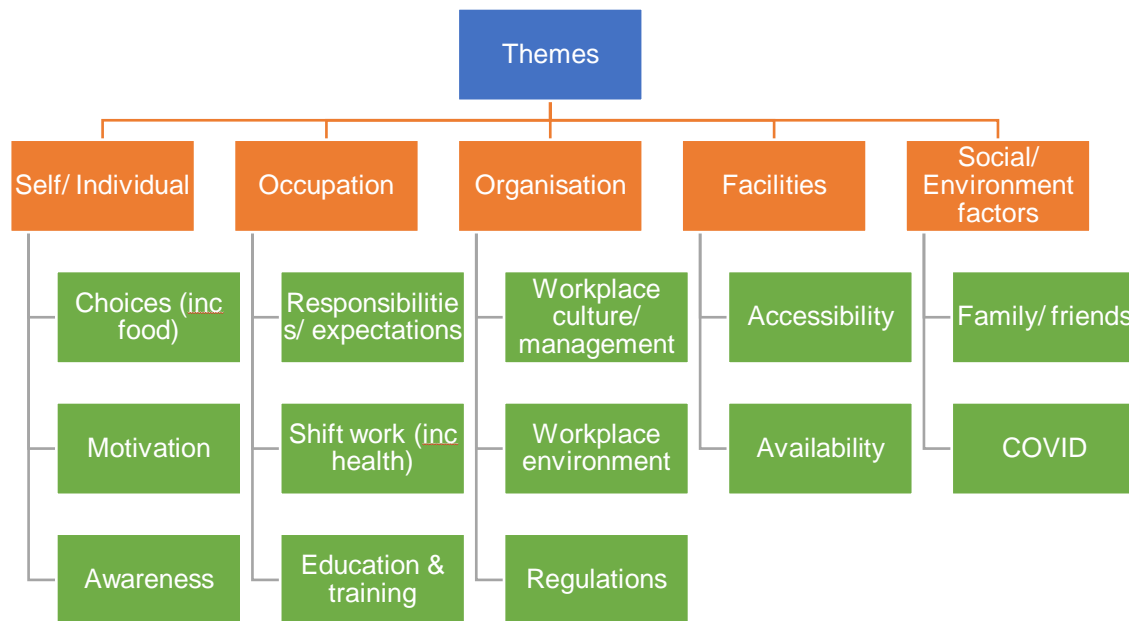 Themes
Self/ Individual
Occupation
Organisation
Facilities
Social/
Environment
factors
Choices (inc
food)
Responsibilitie
s/ expectations
Workplace
culture/
management
Accessibility
Family/ friends
Motivation
Shift work (inc
health)
Workplace
environment
Availability
COVID
Awareness
Education &
training
Regulations